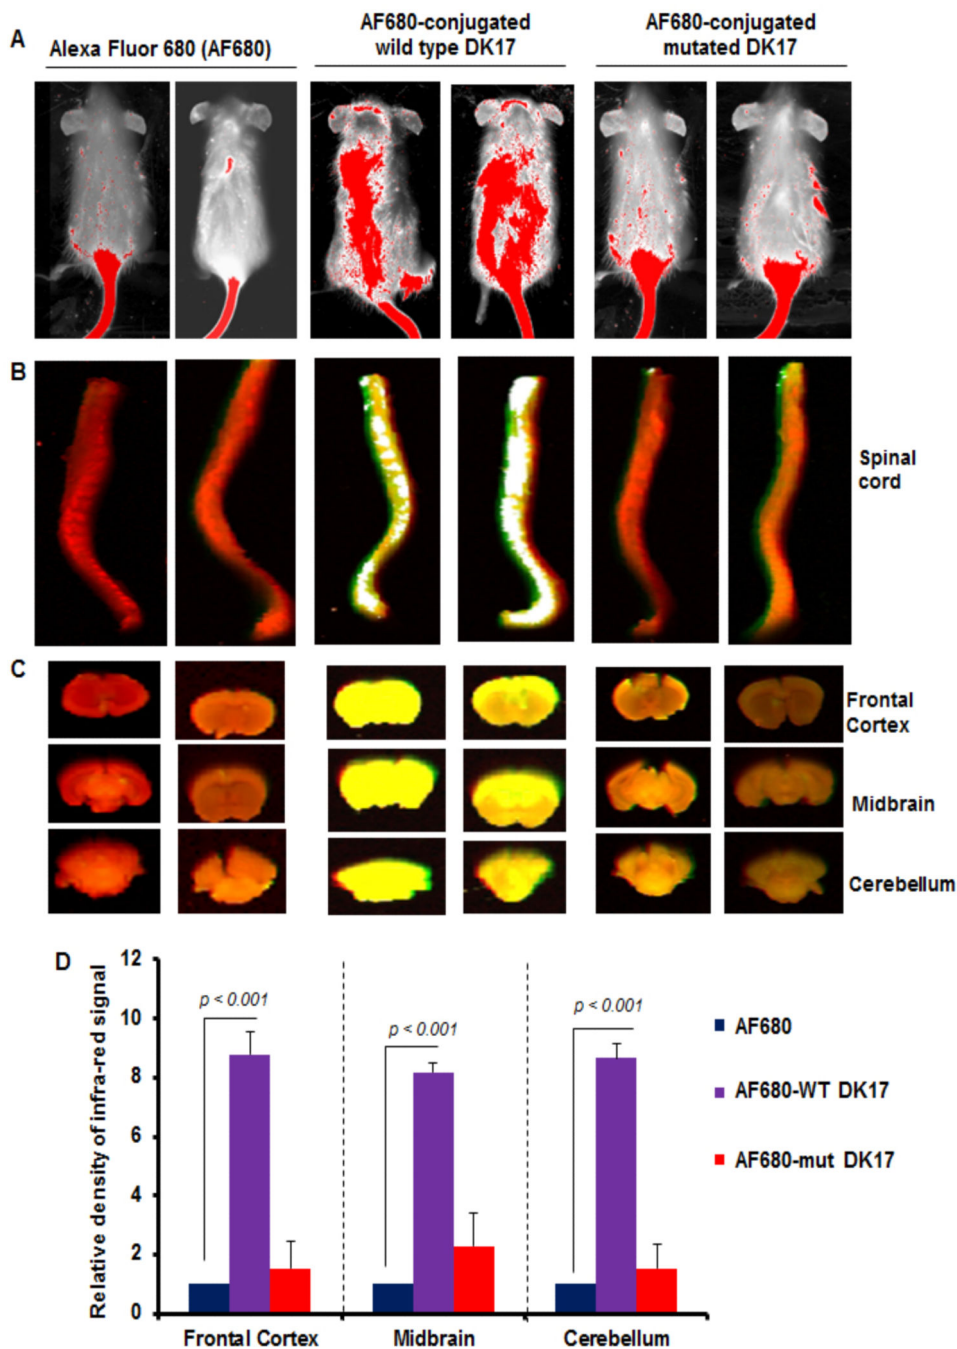 A
Alexa Fluor 680 (AF680)
AF680-conjugated
wild type DK17
AF680-conjugated
mutated DK17
B
Spinal
cord
C
Frontal
Cortex
Midbrain
Cerebellum
D
Relative density of infra-red signal
12
10
8
6
4
2
0
p < 0.001
p < 0.001
p < 0.001
AF680
AF680-WT DK17
AF680-mut DK17
Frontal Cortex
Midbrain
Cerebellum